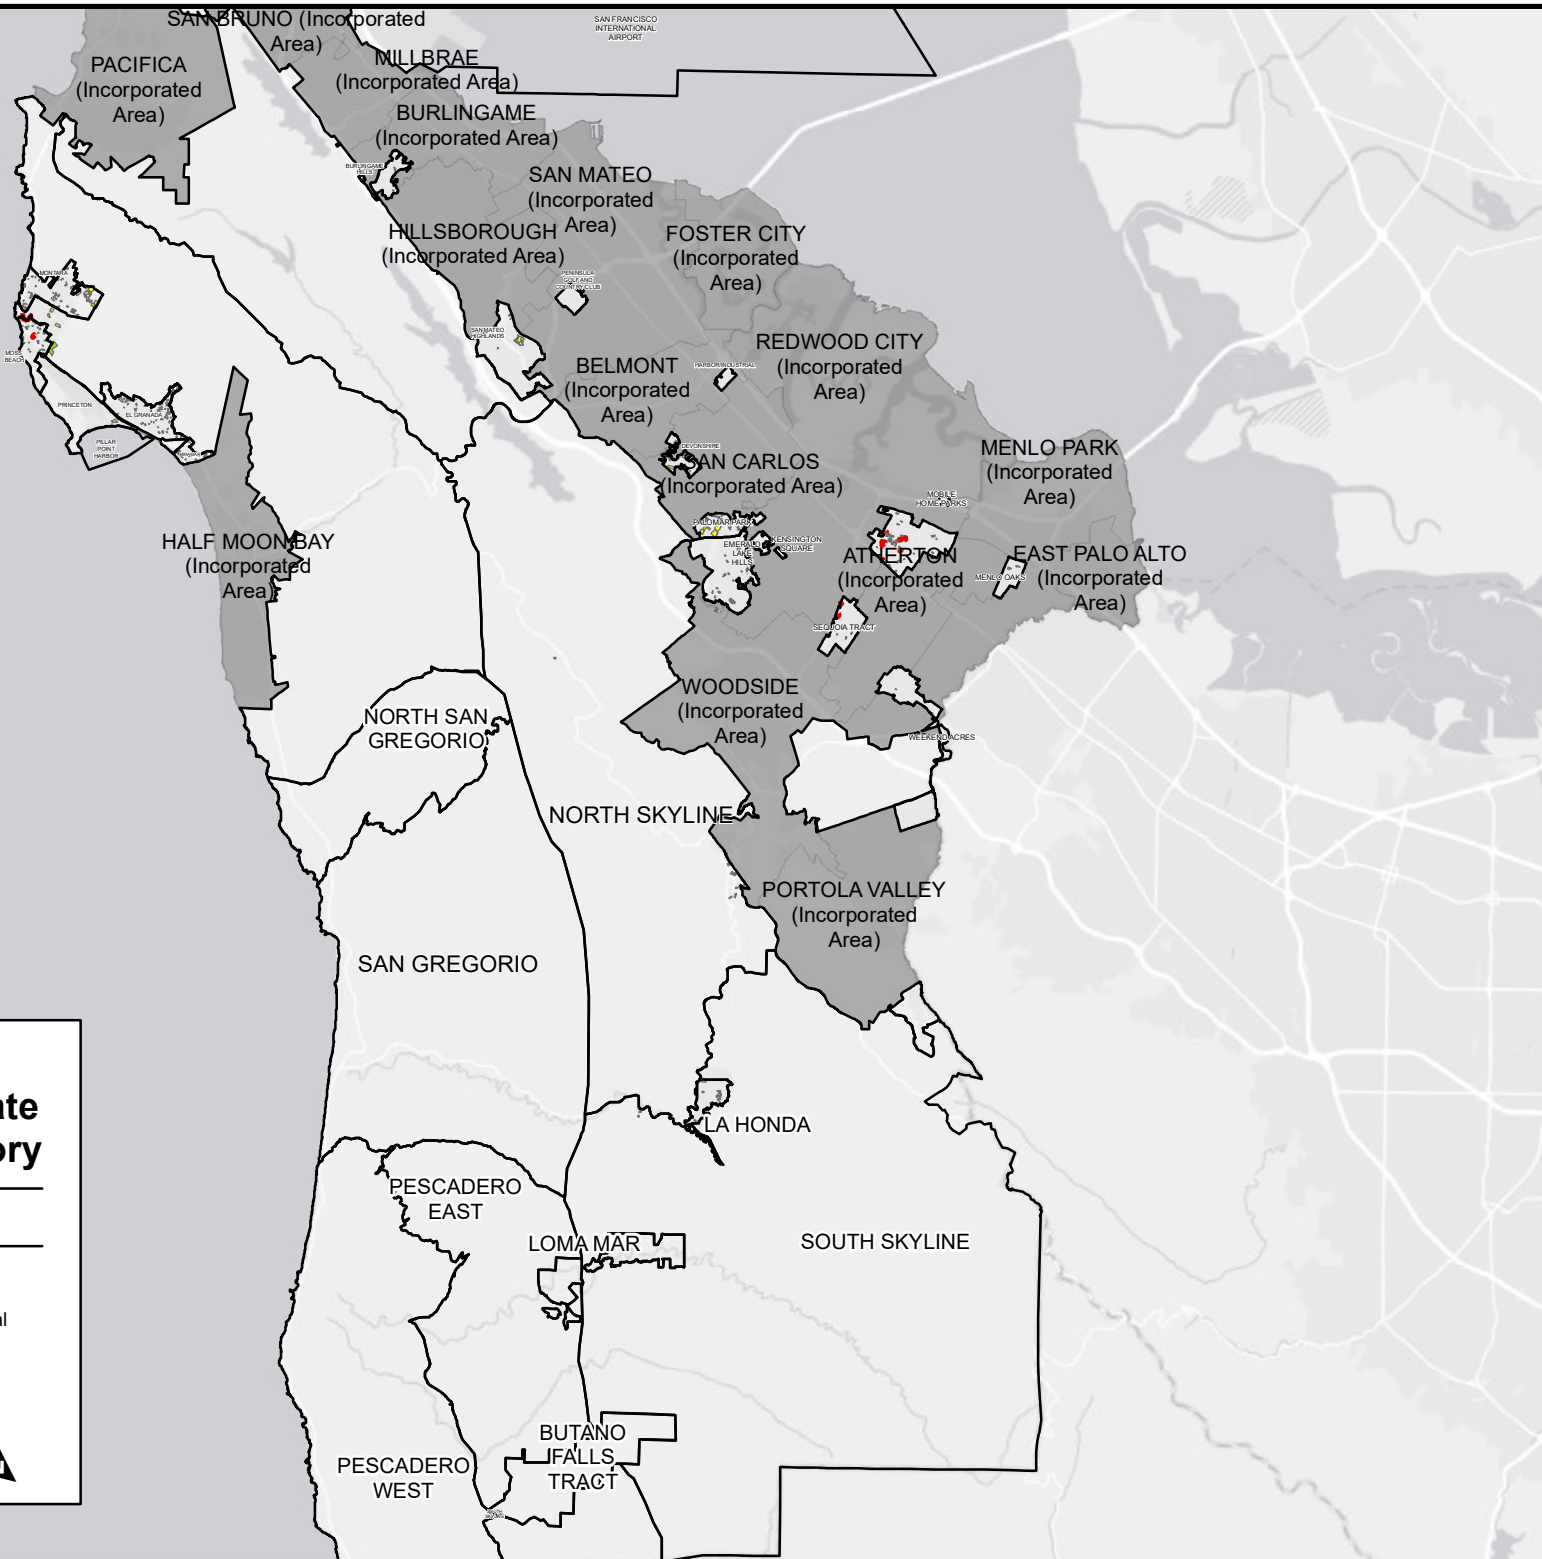 SAN BRUNO (Incorporated
Area)
SAN FRANCISCO
INTERNATIONAL
AIRPORT
PACIFICA
(Incorporated
Area)
MILLBRAE
(Incorporated Area)
BURLINGAME
(Incorporated Area)
BURLINGAME
HILLS
SAN MATEO
(Incorporated
Area)
HILLSBOROUGH
(Incorporated Area)
FOSTER CITY
(Incorporated
Area)
PENINSULA
GOLF AND
COUNTRY CLUB
MONTARA
SAN MATEO
HIGHLANDS
MOSS
BEACH
REDWOOD CITY
(Incorporated
Area)
BELMONT
(Incorporated
Area)
HARBOR INDUSTRIAL
PRINCETON
EL GRANADA
PILLAR
POINT
HARBOR
MIRAMAR
DEVONSHIRE
SAN CARLOS
(Incorporated Area)
MENLO PARK
(Incorporated
Area)
MOBILE
HOME PARKS
PALOMAR PARK
EMERALD
LAKE
HILLS
KENSINGTON
SQUARE
HALF MOON BAY
(Incorporated
Area)
ATHERTON
(Incorporated
Area)
EAST PALO ALTO
(Incorporated
Area)
MENLO OAKS
SEQUOIA TRACT
WOODSIDE
(Incorporated
Area)
NORTH SAN
GREGORIO
WEEKEND ACRES
NORTH SKYLINE
PORTOLA VALLEY
(Incorporated
Area)
SAN GREGORIO
LA HONDA
ate
ory
PESCADERO
EAST
LOMA MAR
SOUTH SKYLINE
al
BUTANO
FALLS
TRACT
PESCADERO
WEST